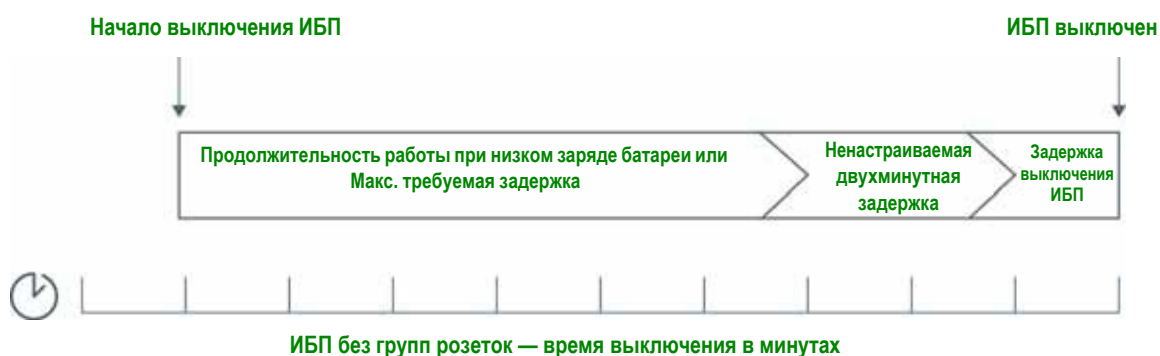 Начало выключения ИБП
ИБП выключен
Продолжительность работы при низком заряде батареи или
Макс. требуемая задержка
Ненастраиваемая
двухминутная
задержка
Задержка
выключения
ИБП
ИБП без групп розеток — время выключения в минутах